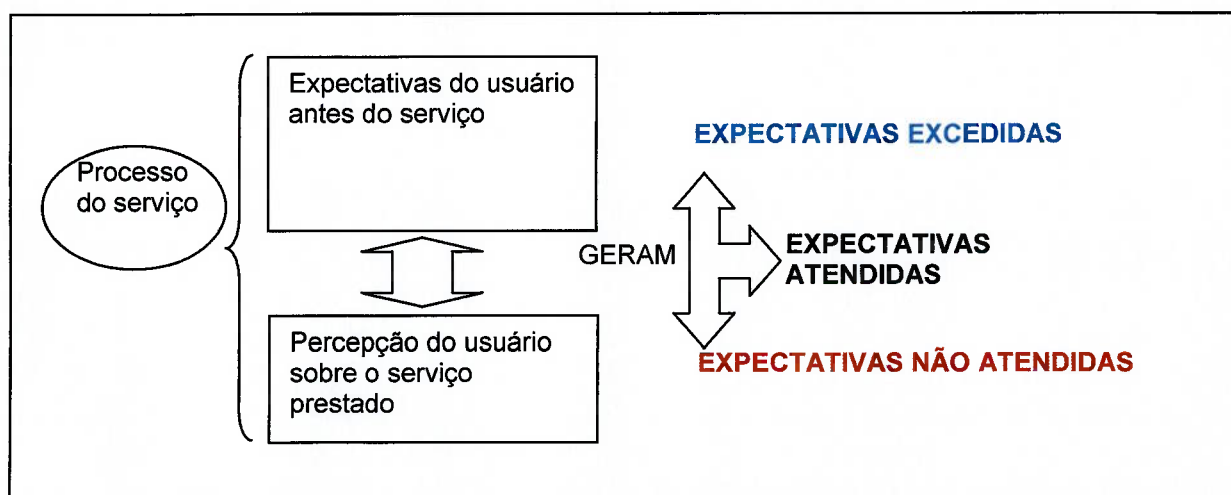 Processo
do serviço
Expectativas do usuário
antes do serviço
Percepção do usuário
sobre o serviço
prestado
GERAM
EXPECTATIVAS EXCEDIDAS
EXPECTATIVAS
ATENDIDAS
EXPECTATIVAS NÃO ATENDIDAS